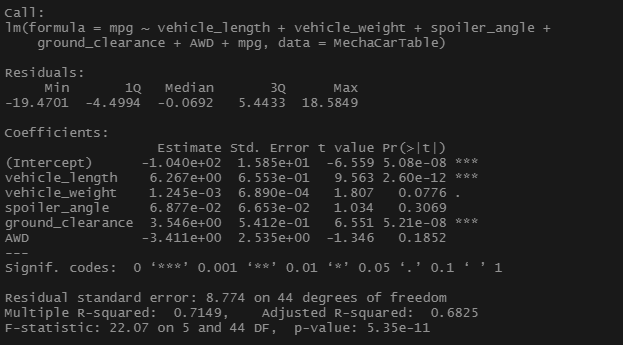 Call:
lm(formula = mpg ~ vehicle_length + vehicle_weight + spoiler_angle +
    ground_clearance + AWD + mpg, data = MechaCarTable)

Residuals:
     Min       1Q   Median       3Q      Max
-19.4701  -4.4994  -0.0692   5.4433  18.5849

Coefficients:
                   Estimate Std. Error t value Pr(>|t|)
(Intercept)      -1.040e+02  1.585e+01  -6.559 5.08e-08 ***
vehicle_length    6.267e+00  6.553e-01   9.563 2.60e-12 ***
vehicle_weight    1.245e-03  6.890e-04   1.807   0.0776 .
spoiler_angle     6.877e-02  6.653e-02   1.034   0.3069
ground_clearance  3.546e+00  5.412e-01   6.551 5.21e-08 ***
AWD              -3.411e+00  2.535e+00  -1.346   0.1852
---
Signif. codes:  0 ‘***’ 0.001 ‘**’ 0.01 ‘*’ 0.05 ‘.’ 0.1 ‘ ’ 1

Residual standard error: 8.774 on 44 degrees of freedom
Multiple R-squared:  0.7149,    Adjusted R-squared:  0.6825
F-statistic: 22.07 on 5 and 44 DF,  p-value: 5.35e-11